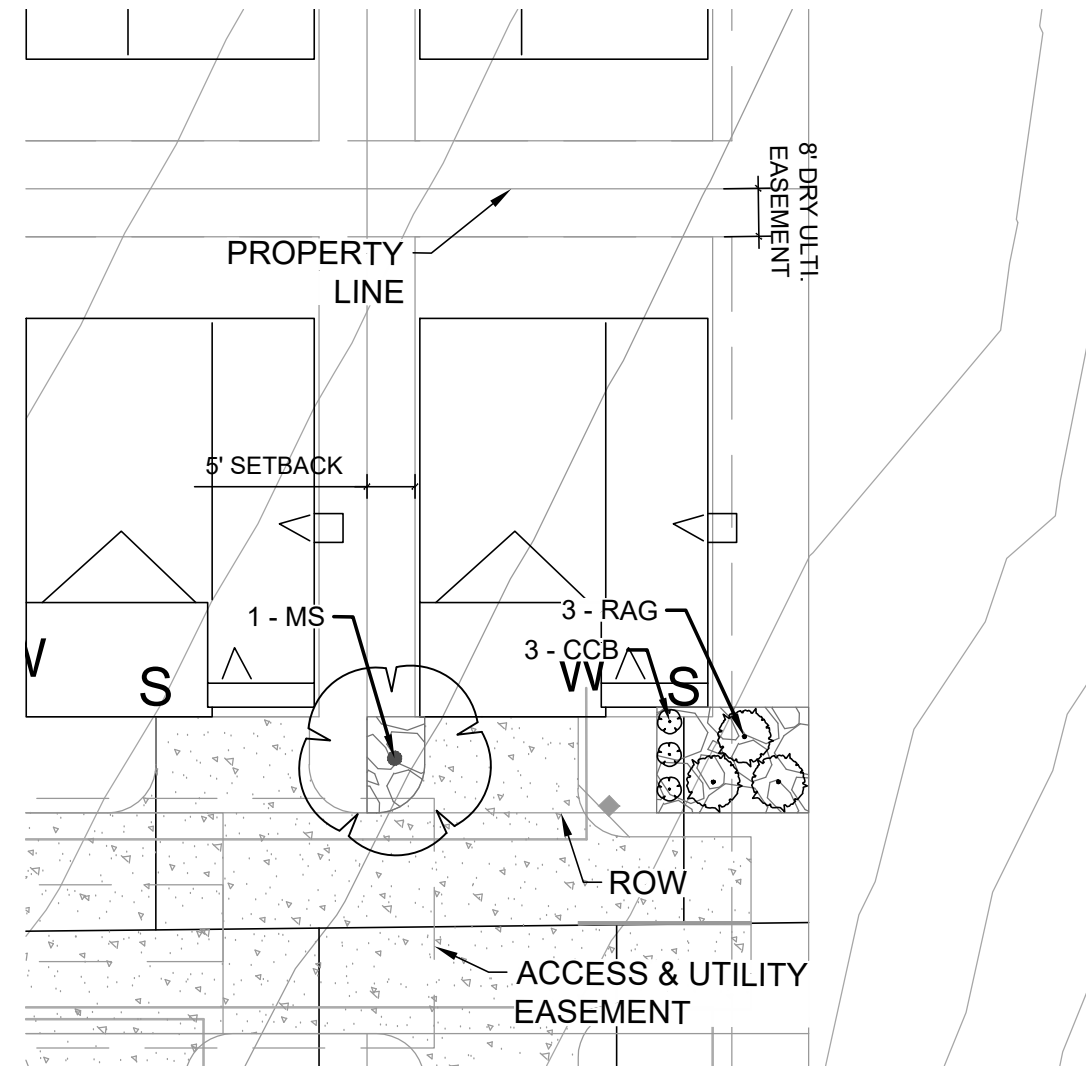 8' DRY ULTI.
EASEMENT
PROPERTY
LINE
5' SETBACK
1 - MS
3 - RAG
3 - CCB
W
S
W
S
ROW
ACCESS & UTILITY
EASEMENT